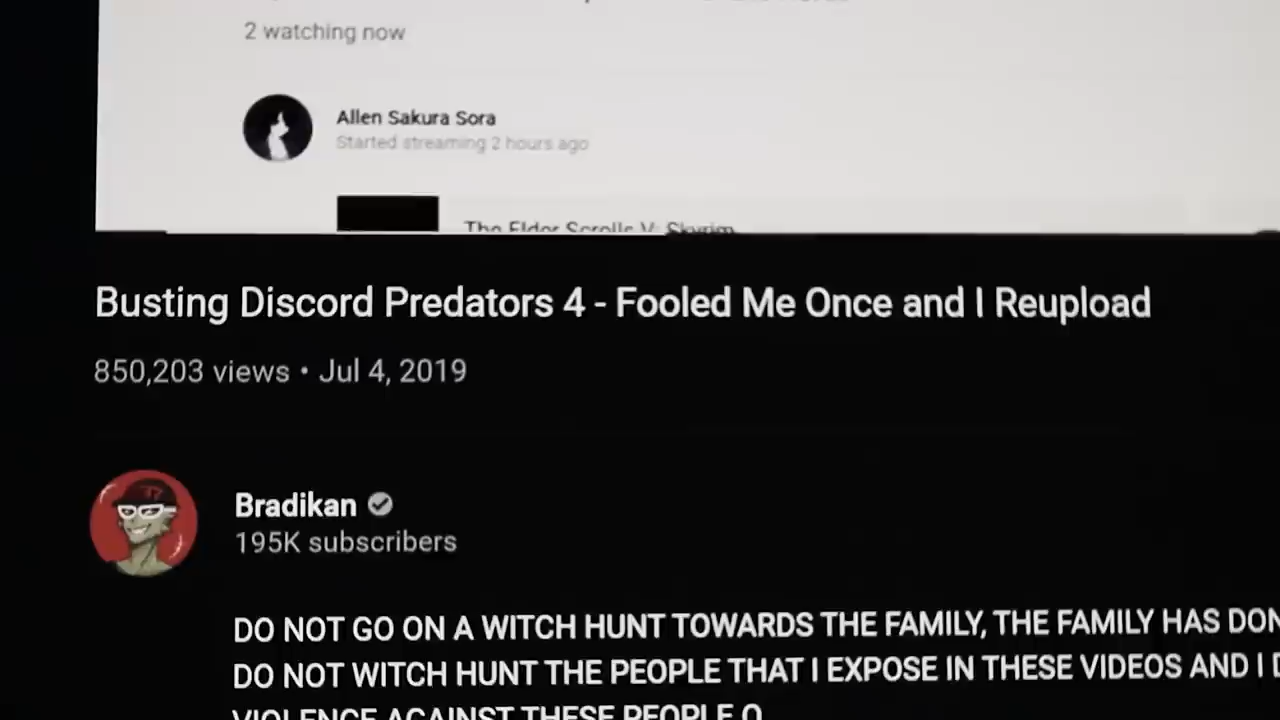 2 watching now
Allen Sakura Sora
Started streaming 2 hours ago
The Elder Scrolls V: Skyrim
Busting Discord Predators 4 - Fooled Me Once and I Reupload
850,203 views • Jul 4, 2019
Bradikan
195K subscribers
DO NOT GO ON A WITCH HUNT TOWARDS THE FAMILY, THE FAMILY HAS DON
DO NOT WITCH HUNT THE PEOPLE THAT I EXPOSE IN THESE VIDEOS AND I D
VIOLENCE AGAINST THESE PEOPLE O